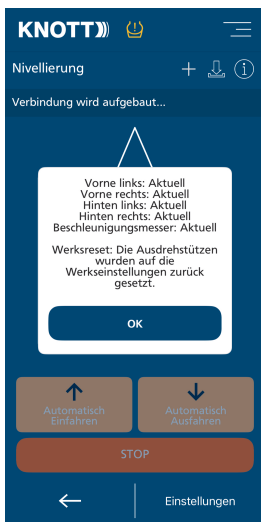 KNOTT
Nivellierung
Verbindung wird aufgebaut...
Vorne links: Aktuell
Vorne rechts: Aktuell
Hinten links: Aktuell
Hinten rechts: Aktuell
Beschleunigungsmesser: Aktuell
Werksreset: Die Ausdrehstützen
wurden auf die
Werkseinstellungen zurück
gesetzt.
OK
Automatisch
Einfahren
Automatisch
Ausfahren
STOP
Einstellungen